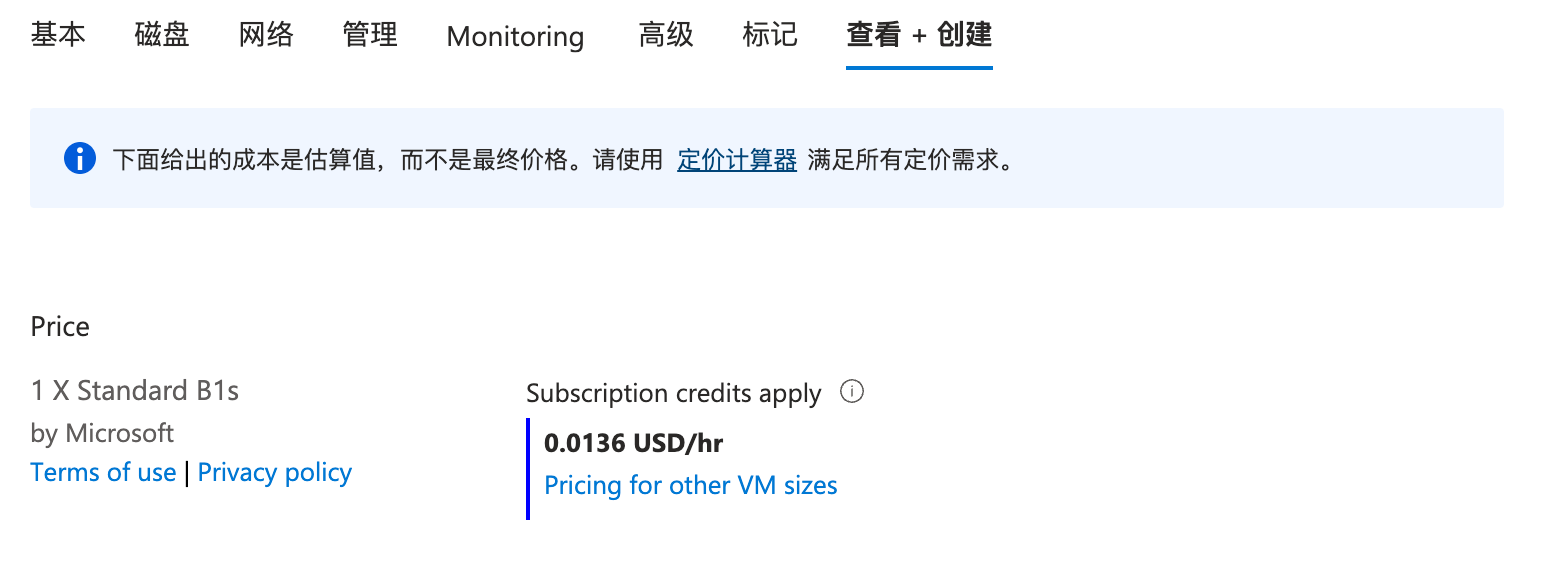 基本 磁盘 网络 管理 Monitoring 高级 标记 查看 + 创建
下面给出的成本是估算值，而不是最终价格。请使用 定价计算器 满足所有定价需求。
Price
1 X Standard B1s
by Microsoft
Terms of use | Privacy policy
Subscription credits apply
0.0136 USD/hr
Pricing for other VM sizes